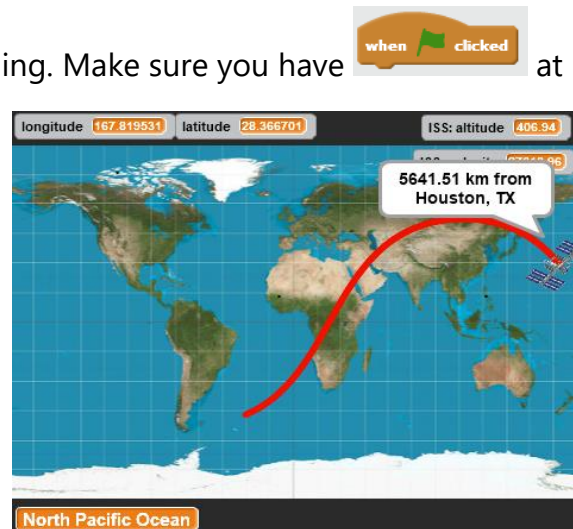 ing. Make sure you have when clicked at
longitude 167.819531 latitude 28.366701 ISS: altitude 406.94
5641.51 km from
Houston, TX
North Pacific Ocean